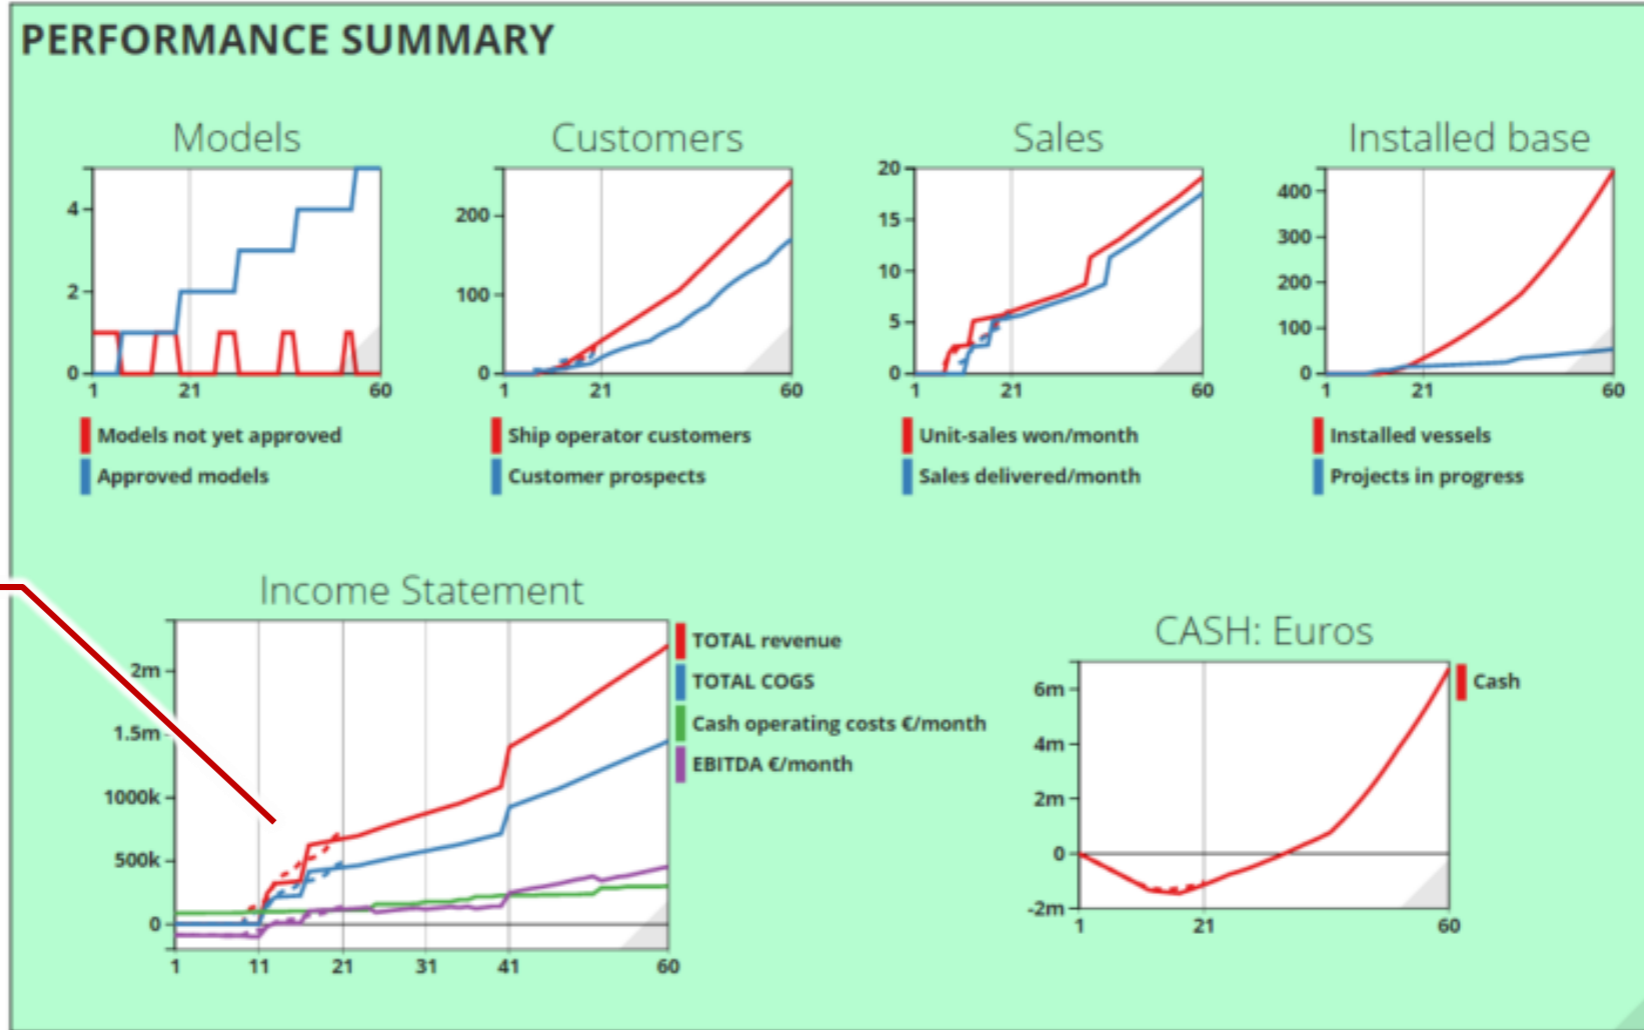 PERFORMANCE SUMMARY
Models
4
2
0
1 21 60
Models not yet approved
Approved models
Customers
200
100
0
1 21 60
Ship operator customers
Customer prospects
Sales
20
15
10
5
0
1 21 60
Unit-sales won/month
Sales delivered/month
Installed base
400
300
200
100
0
1 21 60
Installed vessels
Projects in progress
Income Statement
2m
1.5m
1000k
500k
0
1 11 21 31 41 60
TOTAL revenue
TOTAL COGS
Cash operating costs €/month
EBITDA €/month
CASH: Euros
6m
4m
2m
0
-2m
1 21 60
Cash